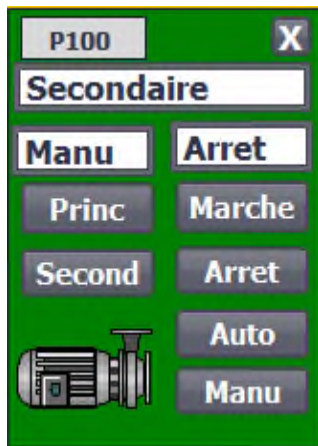 P100 X
Secondaire
Manu Arret
Princ Marche
Second Arret
Auto
Manu